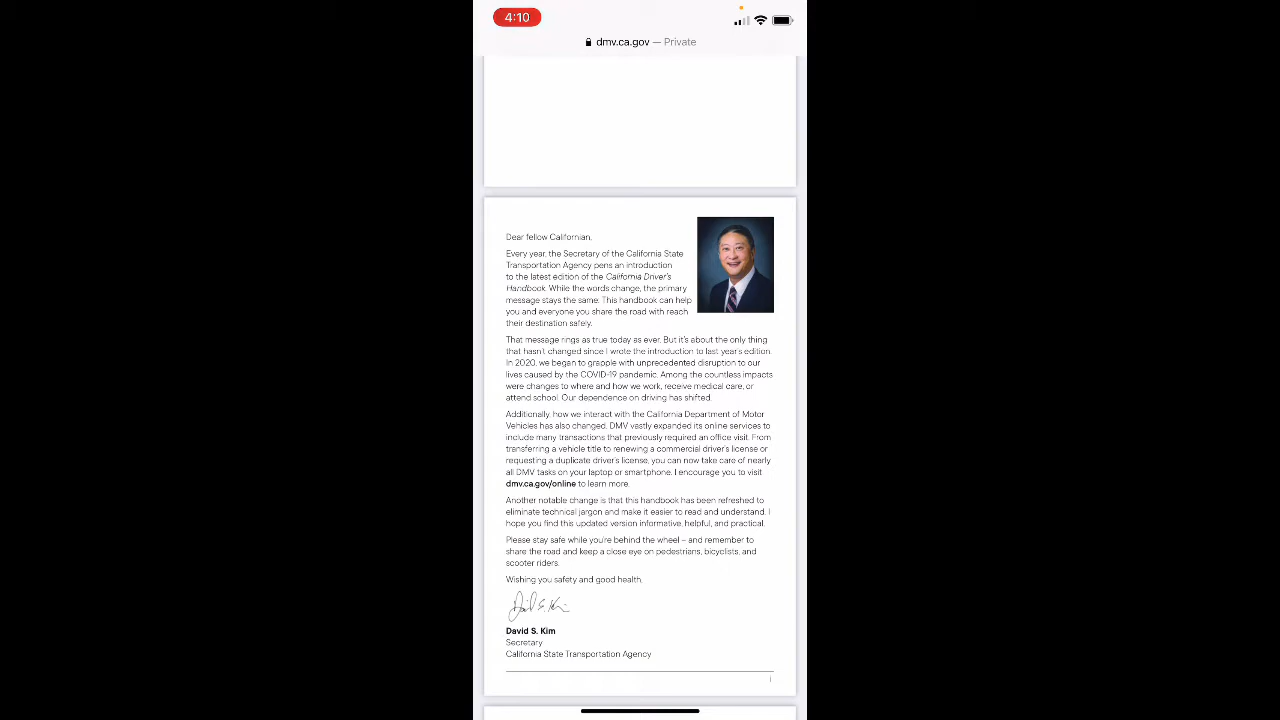 4:10
dmv.ca.gov — Private
Dear fellow Californian,
Every year, the Secretary of the California State
Transportation Agency pens an introduction
to the latest edition of the California Driver's
Handbook. While the words change, the primary
message stays the same: This handbook can help
you and everyone you share the road with reach
their destination safely.
That message rings as true today as ever. But it's about the only thing
that hasn't changed since I wrote the introduction to last year's edition.
In 2020, we began to grapple with unprecedented disruption to our
lives caused by the COVID-19 pandemic. Among the countless impacts
were changes to where and how we work, receive medical care, or
attend school. Our dependence on driving has shifted.
Additionally, how we interact with the California Department of Motor
Vehicles has also changed. DMV vastly expanded its online services to
include many transactions that previously required an office visit. From
transferring a vehicle title to renewing a commercial driver's license or
requesting a duplicate driver's license, you can now take care of nearly
all DMV tasks on your laptop or smartphone. I encourage you to visit
dmv.ca.gov/online to learn more.
Another notable change is that this handbook has been refreshed to
eliminate technical jargon and make it easier to read and understand. I
hope you find this updated version informative, helpful, and practical.
Please stay safe while you're behind the wheel – and remember to
share the road and keep a close eye on pedestrians, bicyclists, and
scooter riders.
Wishing you safety and good health,
David S. Kim
David S. Kim
Secretary
California State Transportation Agency
i